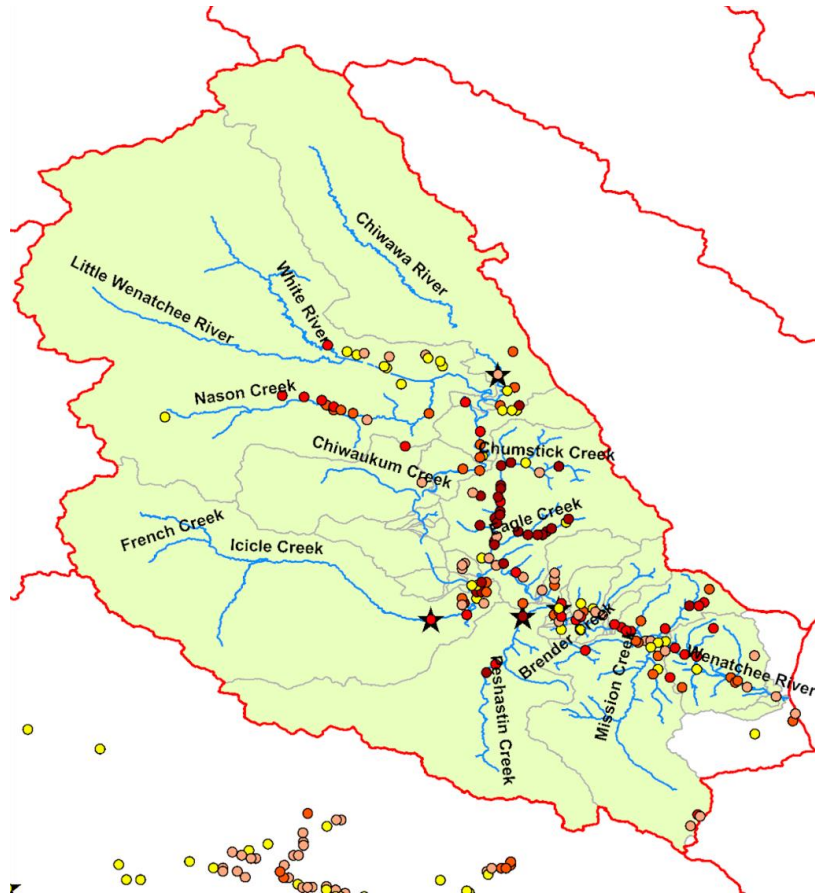 Chiwawa River
White River
Little Wenatchee River
Nason Creek
Chiwaukum Creek
Chumstick Creek
Eagle Creek
French Creek
Icicle Creek
Brender Creek
Wenatchee River
Mission Creek
Peshastin Creek